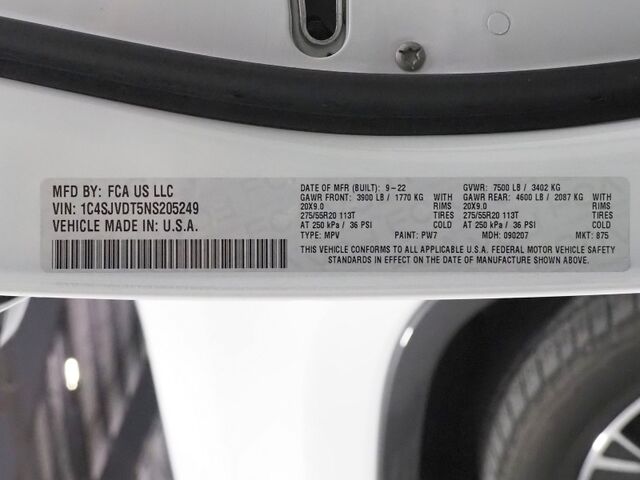 MFD BY: FCA US LLC
VIN: 1C4SJVDT5NS205249
VEHICLE MADE IN: U.S.A.
DATE OF MFR (BUILT): 9-22 GVWR: 7500 LB / 3402 KG
GAWR FRONT: 3900 LB / 1770 KG WITH GAWR REAR: 4600 LB / 2087 KG WITH
20X9.0 TIRES 20X9.0 RIMS
275/55R20 113T RIMS AT 275/55R20 113T TIRES
AT 250 kPa / 36 PSI COLD AT 250 kPa / 36 PSI COLD
TYPE: MPV PAINT: PW7 MDH: 090207 MKT: 875
THIS VEHICLE CONFORMS TO ALL APPLICABLE U.S.A. FEDERAL MOTOR VEHICLE SAFETY
STANDARDS IN EFFECT ON THE DATE OF MANUFACTURE SHOWN ABOVE.